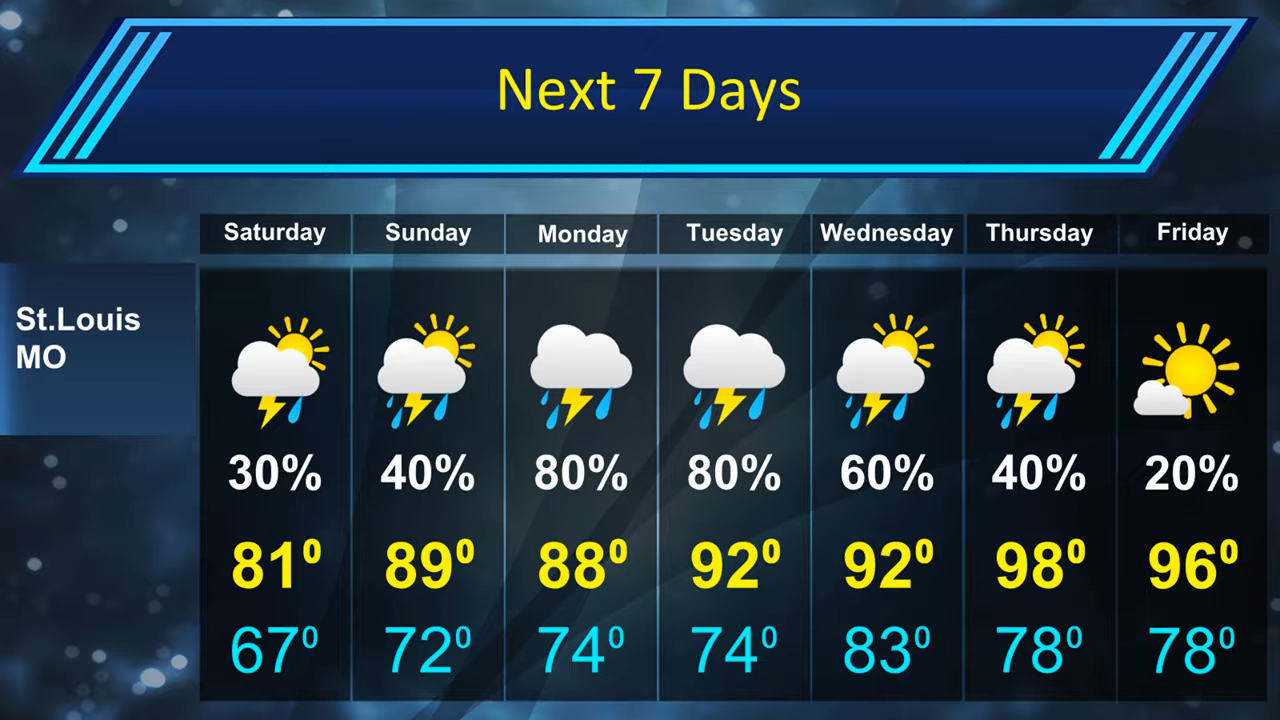 Next 7 Days
Saturday Sunday Monday Tuesday Wednesday Thursday Friday
St.Louis
MO
30% 40% 80% 80% 60% 40% 20%
81⁰ 89⁰ 88⁰ 92⁰ 92⁰ 98⁰ 96⁰
67⁰ 72⁰ 74⁰ 74⁰ 83⁰ 78⁰ 78⁰